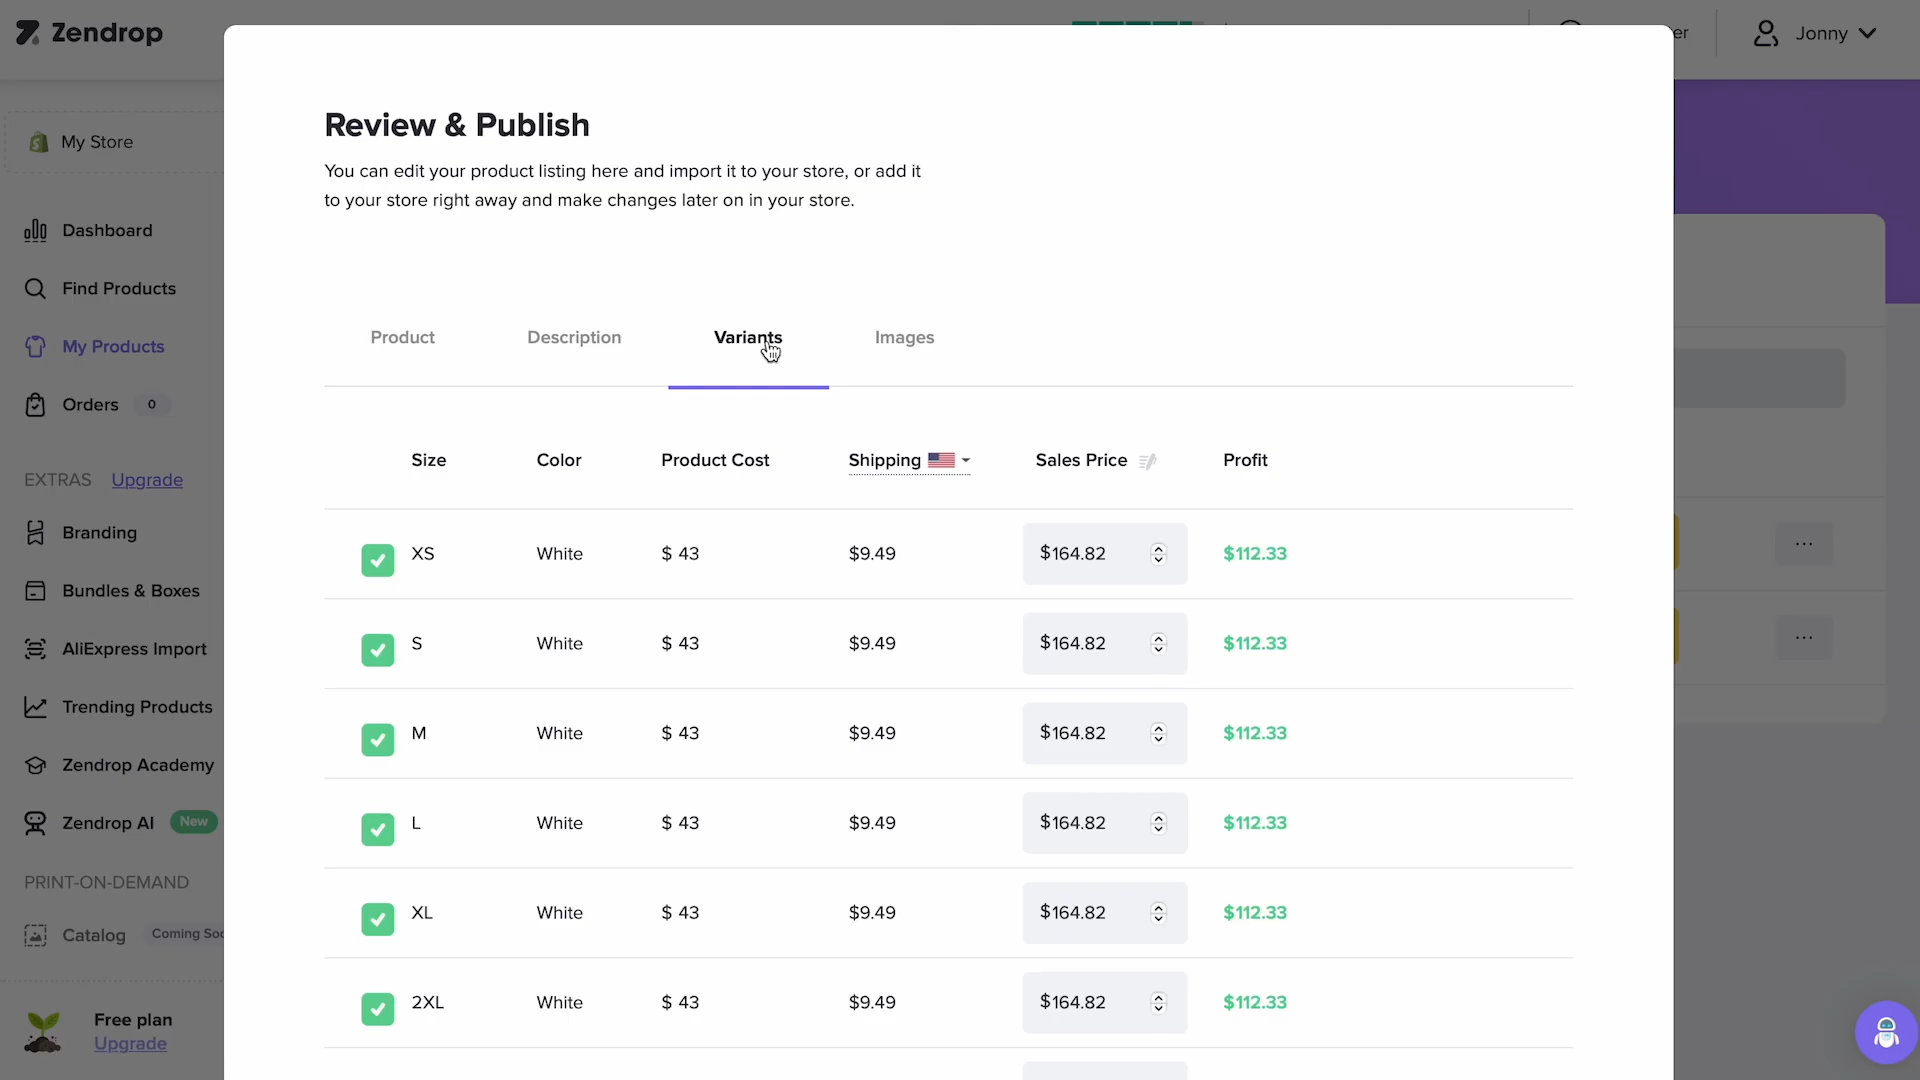 Zendrop
er
Jonny
My Store
Dashboard
Find Products
My Products
Orders 0
EXTRAS Upgrade
Branding
Bundles & Boxes
AliExpress Import
Trending Products
Zendrop Academy
Zendrop AI New
PRINT-ON-DEMAND
Catalog Coming Soo
Free plan
Upgrade
Review & Publish
You can edit your product listing here and import it to your store, or add it
to your store right away and make changes later on in your store.
Product Description Variants Images
Size Color Product Cost Shipping Sales Price Profit
XS White $ 43 $9.49 $164.82 $112.33
S White $ 43 $9.49 $164.82 $112.33
M White $ 43 $9.49 $164.82 $112.33
L White $ 43 $9.49 $164.82 $112.33
XL White $ 43 $9.49 $164.82 $112.33
2XL White $ 43 $9.49 $164.82 $112.33